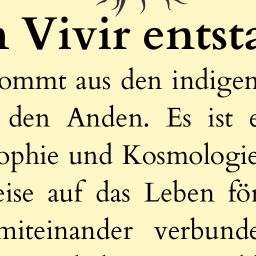 n Vivir entsta
ommt aus den indigen
den Anden. Es ist e
ophie und Kosmologie
eise auf das Leben för
miteinander verbunde